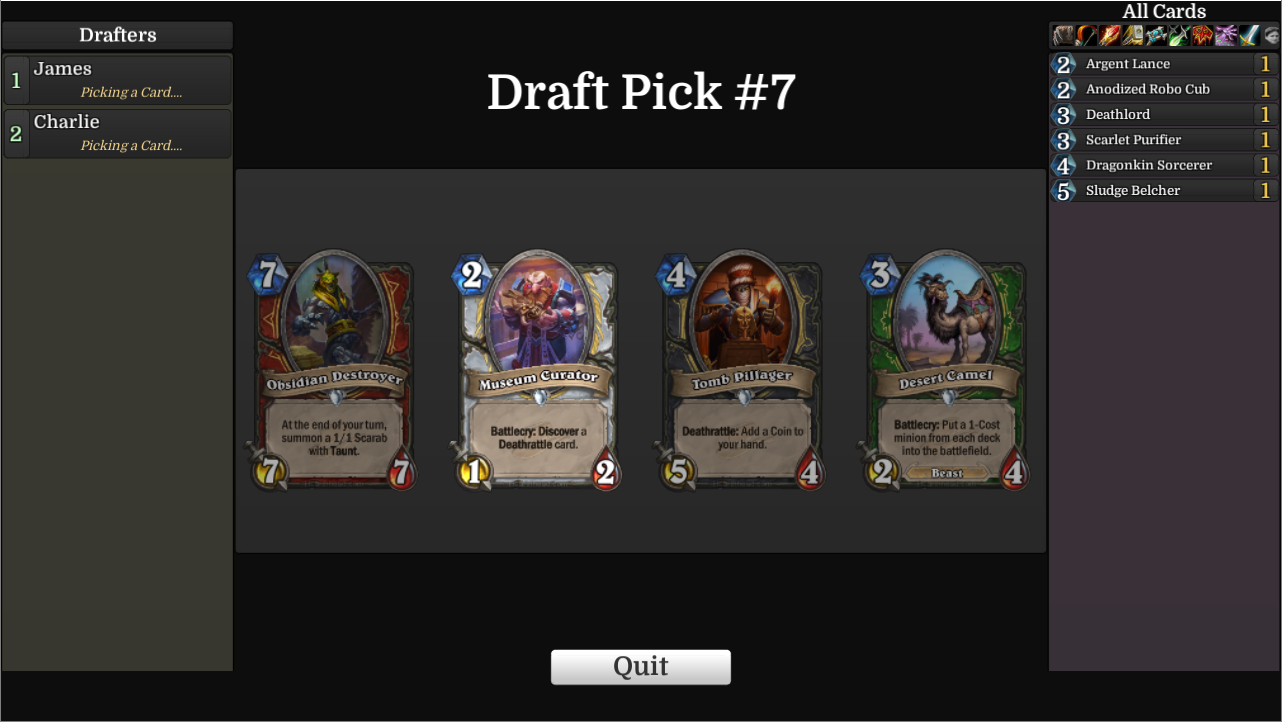 Drafters
1
James
Picking a Card....
2
Charlie
Picking a Card....
Draft Pick #7
7
Obsidian Destroyer
At the end of your turn,
summon a 1/1 Scarab
with Taunt.
7
7
2
Museum Curator
Battlecry: Discover a
Deathrattle card.
1
2
4
Tomb Pillager
Deathrattle: Add a Coin to
your hand.
5
4
3
Desert Camel
Battlecry: Put a 1-Cost
minion from each deck
into the battlefield.
Beast
2
4
Quit
All Cards
2 Argent Lance 1
2 Anodized Robo Cub 1
3 Deathlord 1
3 Scarlet Purifier 1
4 Dragonkin Sorcerer 1
5 Sludge Belcher 1